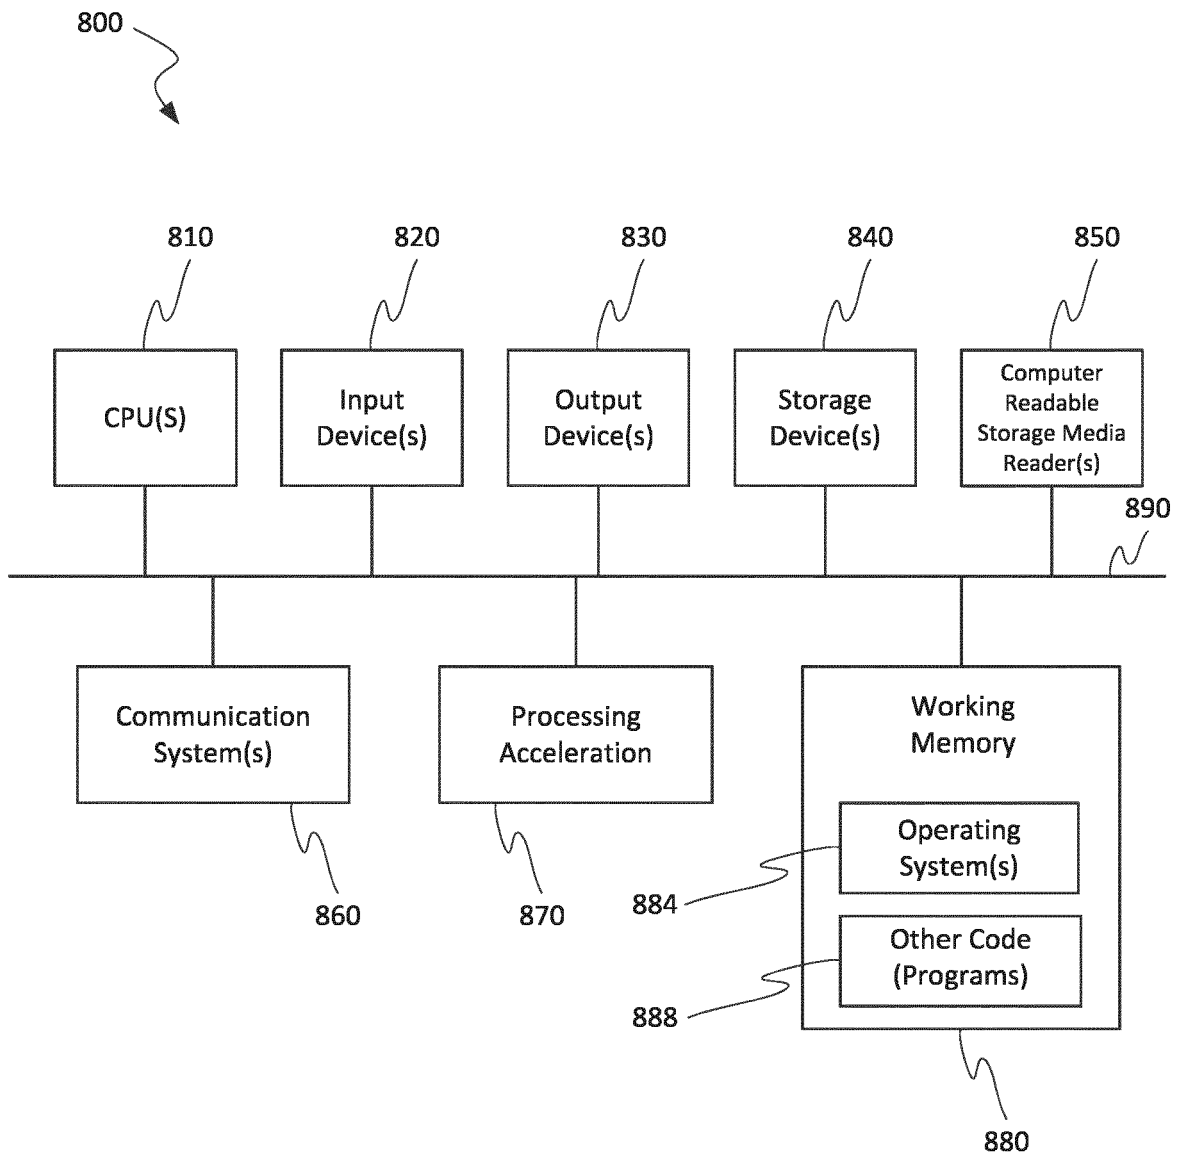 800
810
820
830
840
850
CPU(S)
Input
Device(s)
Output
Device(s)
Storage
Device(s)
Computer
Readable
Storage Media
Reader(s)
890
Communication
System(s)
Processing
Acceleration
Working
Memory
Operating
System(s)
884
860
870
Other Code
(Programs)
888
880